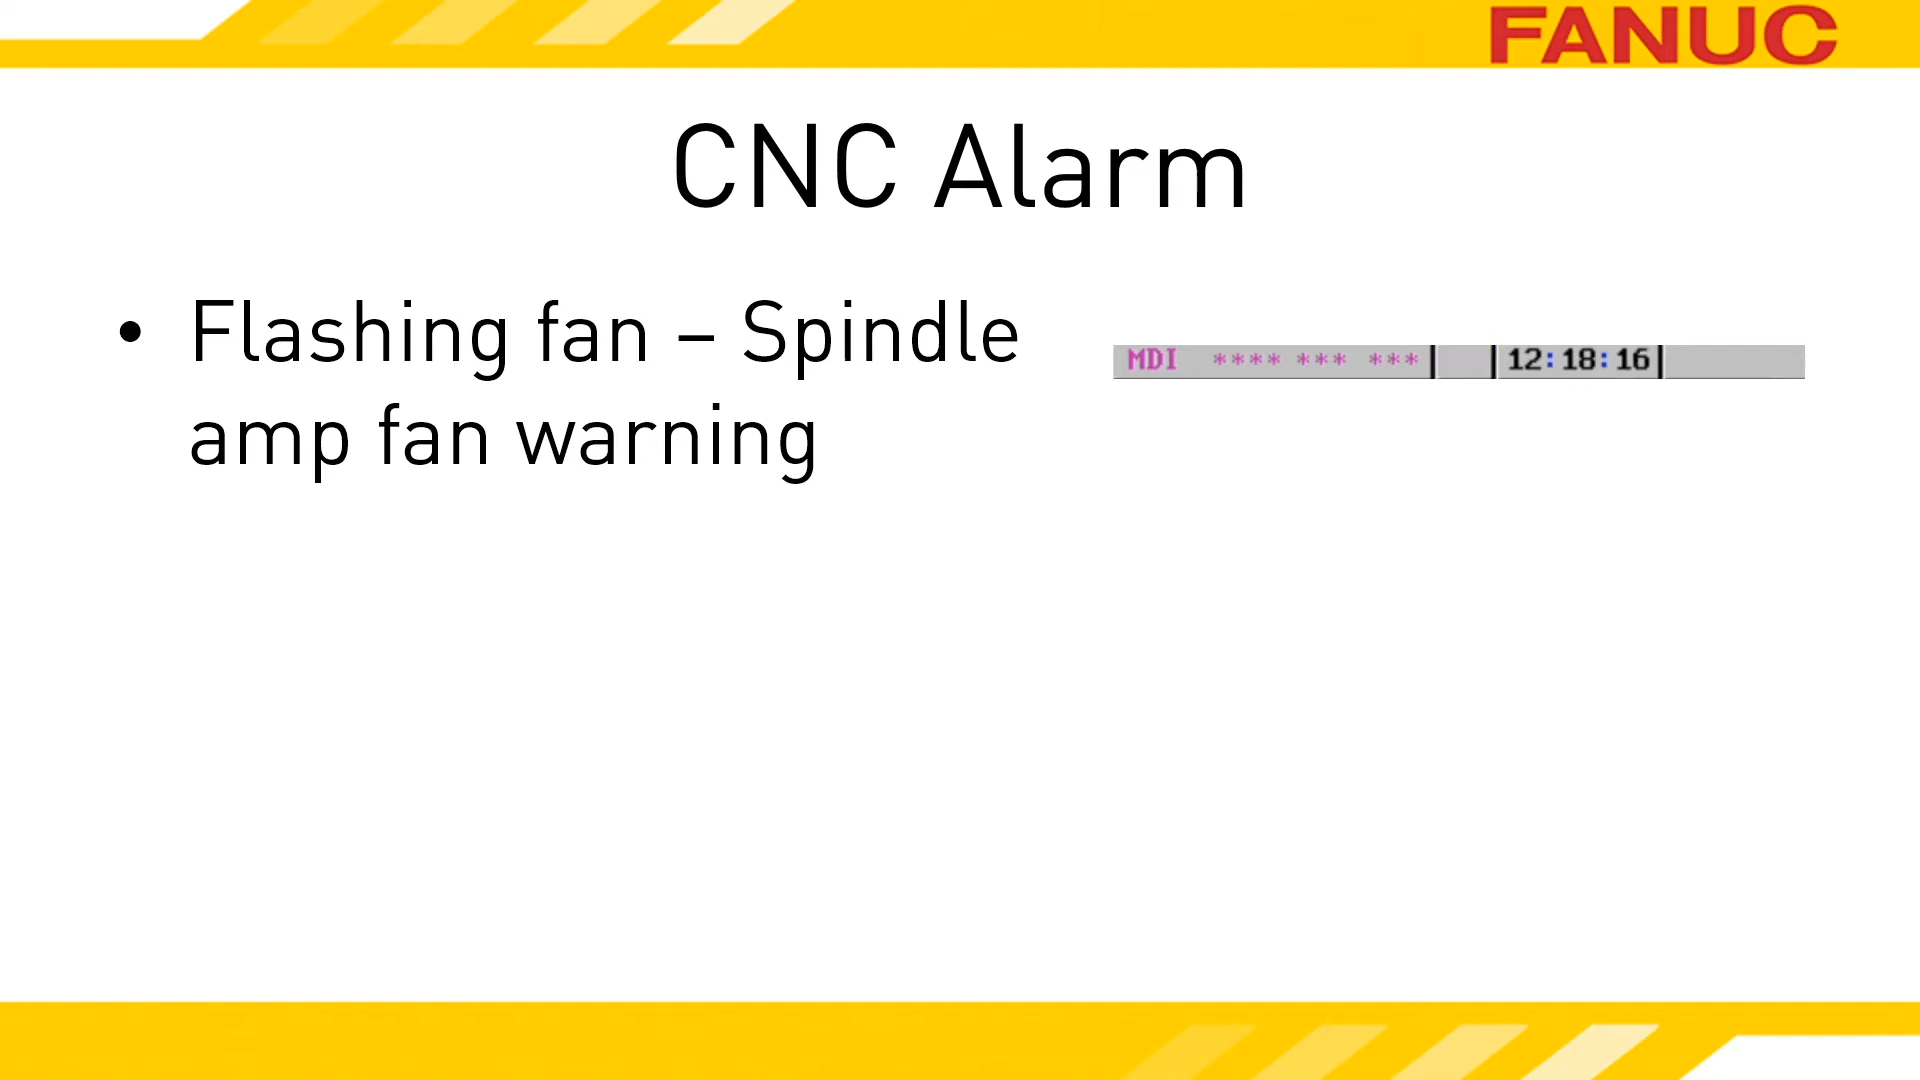 FANUC
CNC Alarm
• Flashing fan – Spindle
amp fan warning
MDI **** *** *** 12:18:16